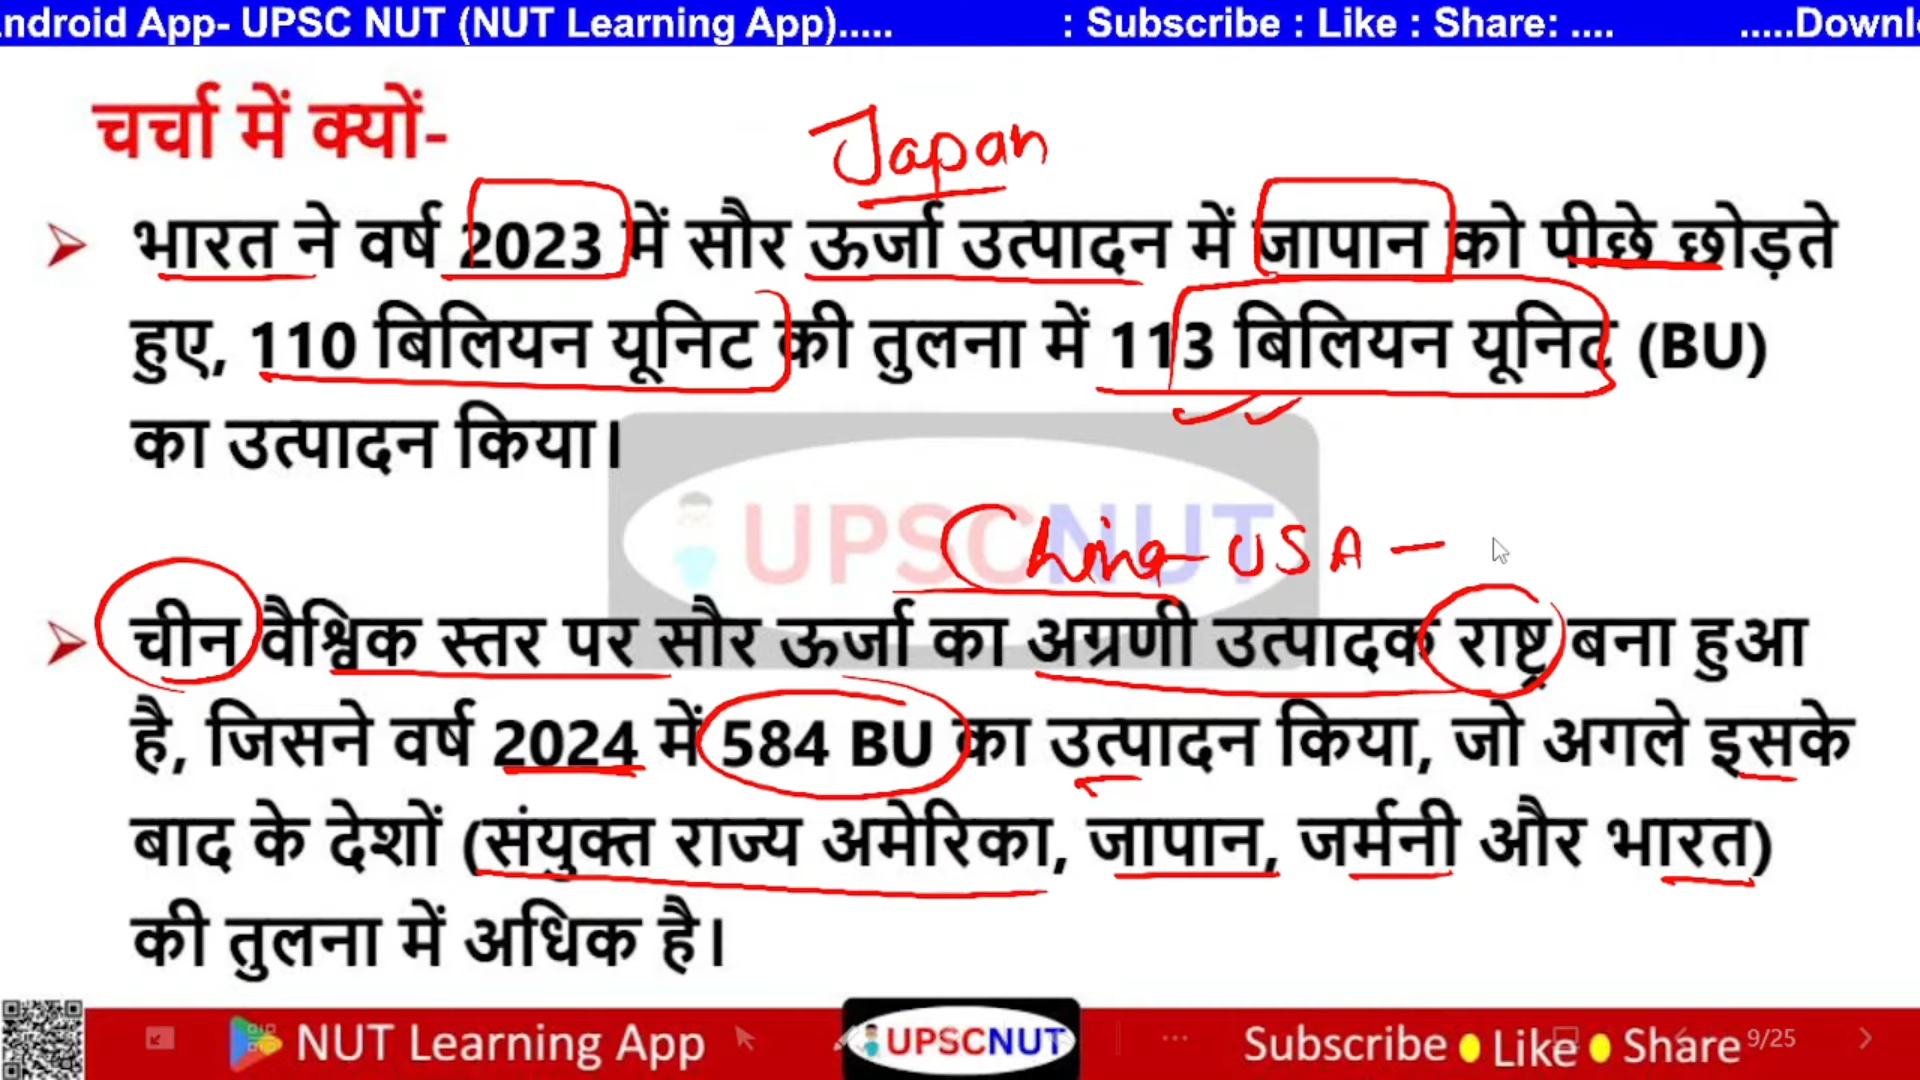 ndroid App- UPSC NUT (NUT Learning App)..... : Subscribe : Like : Share: .... .....Downl
चर्चा में क्यों-
Japan
भारत ने वर्ष 2023 में सौर ऊर्जा उत्पादन में जापान को पीछे छोड़ते
हुए, 110 बिलियन यूनिट की तुलना में 113 बिलियन यूनिट (BU)
का उत्पादन किया।
UPSCNUT
China - USA -
चीन वैश्विक स्तर पर सौर ऊर्जा का अग्रणी उत्पादक राष्ट्र बना हुआ
है, जिसने वर्ष 2024 में 584 BU का उत्पादन किया, जो अगले इसके
बाद के देशों (संयुक्त राज्य अमेरिका, जापान, जर्मनी और भारत)
की तुलना में अधिक है।
NUT Learning App UPSCNUT Subscribe Like Share 9/25